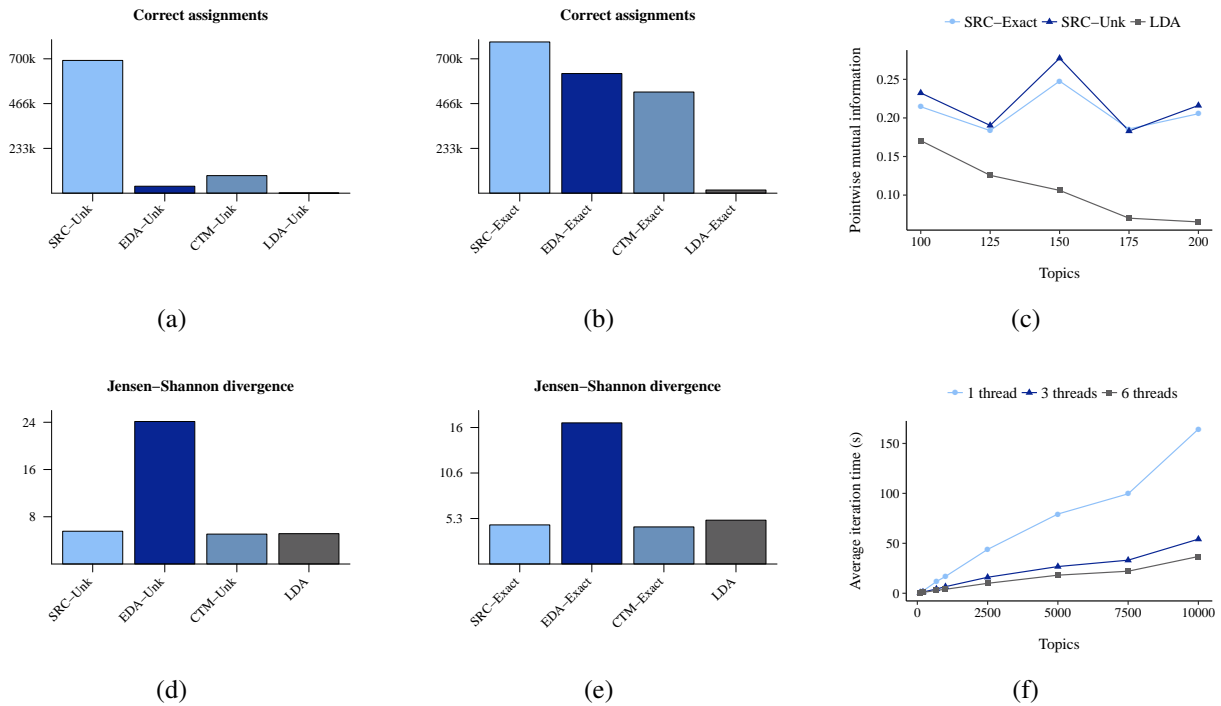 Correct assignments
700k
466k
233k
SRC−Unk
EDA−Unk
CTM−Unk
LDA−Unk
(a)
Correct assignments
700k
466k
233k
SRC−Exact
EDA−Exact
CTM−Exact
LDA−Exact
(b)
SRC−Exact SRC−Unk LDA
Pointwise mutual information
0.25
0.20
0.15
0.10
100 125 150 175 200
Topics
(c)
Jensen−Shannon divergence
24
16
8
SRC−Unk
EDA−Unk
CTM−Unk
LDA
(d)
Jensen−Shannon divergence
16
10.6
5.3
SRC−Exact
EDA−Exact
CTM−Exact
LDA
(e)
1 thread 3 threads 6 threads
Average iteration time (s)
150
100
50
0
0 2500 5000 7500 10000
Topics
(f)